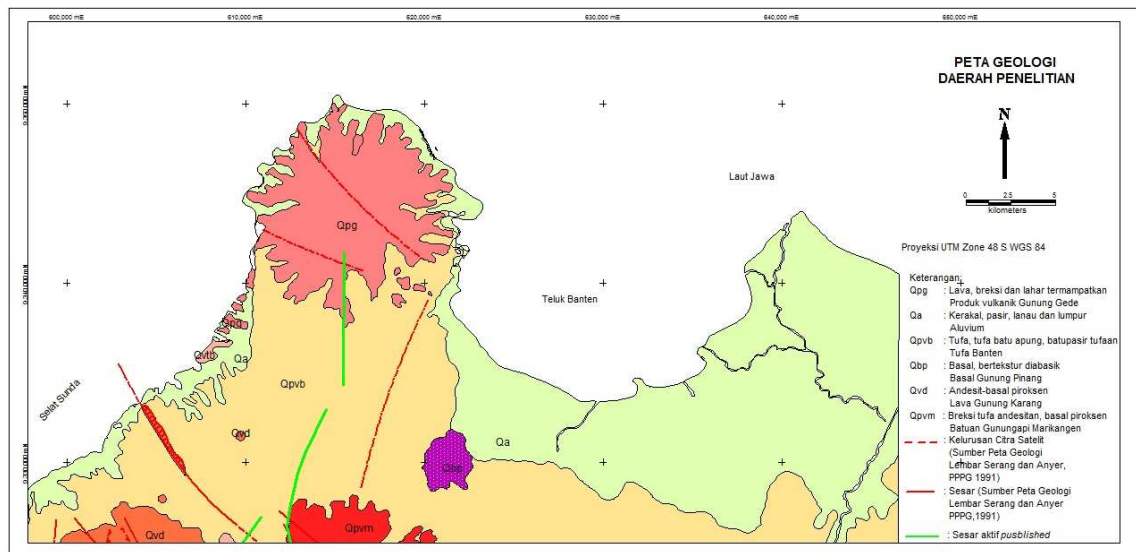 600,000 mE 610,000 mE 620,000 mE 630,000 mE 640,000 mE 650,000 mE
PETA GEOLOGI
DAERAH PENELITIAN
N
0 2.5 5
kilometers
Proyeksi UTM Zone 48 S WGS 84
Keterangan;
Qpg : Lava, breksi dan lahar termampatkan
Produk vulkanik Gunung Gede
Qa : Kerakal, pasir, lanau dan lumpur
Aluvium
Qpvb : Tufa, tufa batu apung, batupasir tufaan
Tufa Banten
Qbp : Basal, bertekstur diabasik
Basal Gunung Pinang
Qvd : Andesit-basal piroksen
Lava Gunung Karang
Qpvm : Breksi tufa andesitan, basal piroksen
Batuan Gunungapi Marikangen
: Kelurusan Citra Satelit
(Sumber Peta Geologi
Lembar Serang dan Anyer,
PPPG 1991)
: Sesar (Sumber Peta Geologi
Lembar Serang dan Anyer
PPPG,1991)
: Sesar aktif pusblished
Laut Jawa
Qpg
Teluk Banten
Qpg
Qvtb
Qa
Selat Sunda
Qpvb
Qvd
Qa
Qbp
Qvd
Qpvm